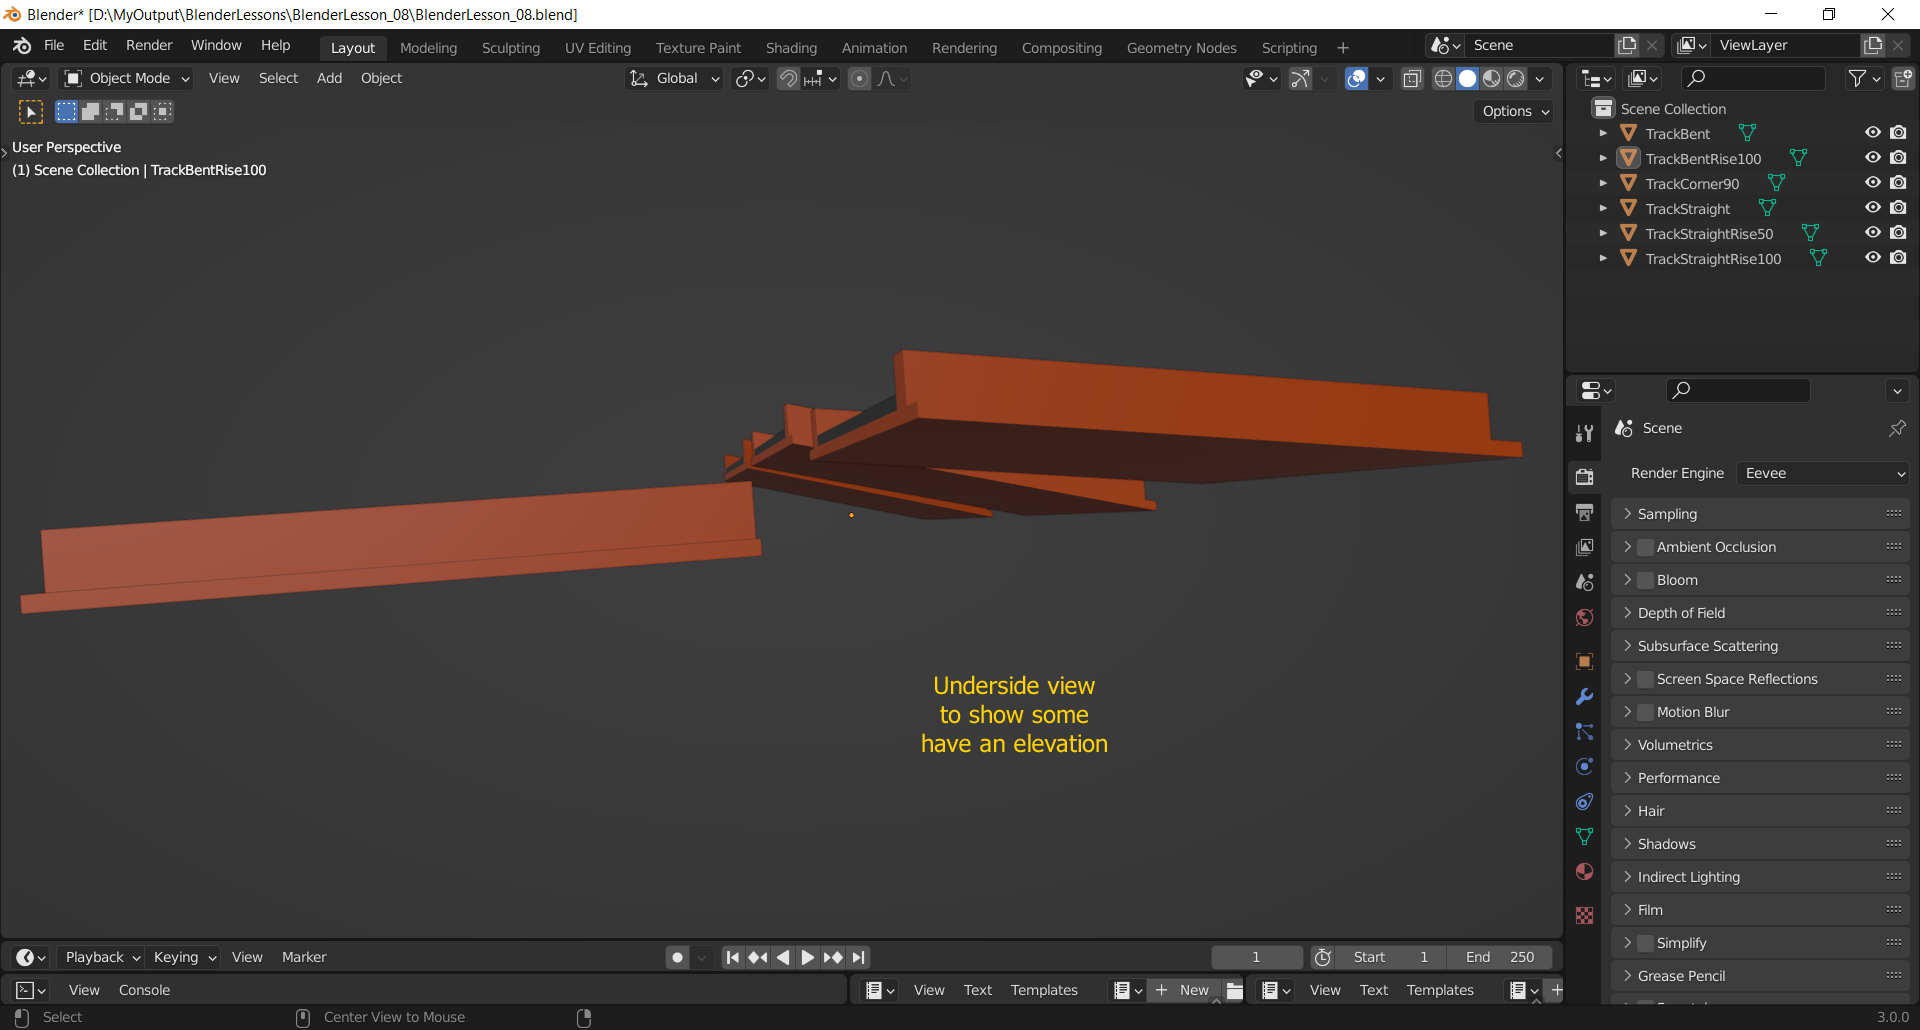 Blender* [D:\MyOutput\BlenderLessons\BlenderLesson_08\BlenderLesson_08.blend]
File Edit Render Window Help Layout Modeling Sculpting UV Editing Texture Paint Shading Animation Rendering Compositing Geometry Nodes Scripting + Scene ViewLayer
Object Mode View Select Add Object Global
Options
User Perspective
(1) Scene Collection | TrackBentRise100
Scene Collection
TrackBent
TrackBentRise100
TrackCorner90
TrackStraight
TrackStraightRise50
TrackStraightRise100
Underside view
to show some
have an elevation
Scene
Render Engine Eevee
Sampling
Ambient Occlusion
Bloom
Depth of Field
Subsurface Scattering
Screen Space Reflections
Motion Blur
Volumetrics
Performance
Hair
Shadows
Indirect Lighting
Film
Simplify
Grease Pencil
Playback Keying View Marker 1 Start 1 End 250
View Console View Text Templates + New View Text Templates +
Select Center View to Mouse 3.0.0